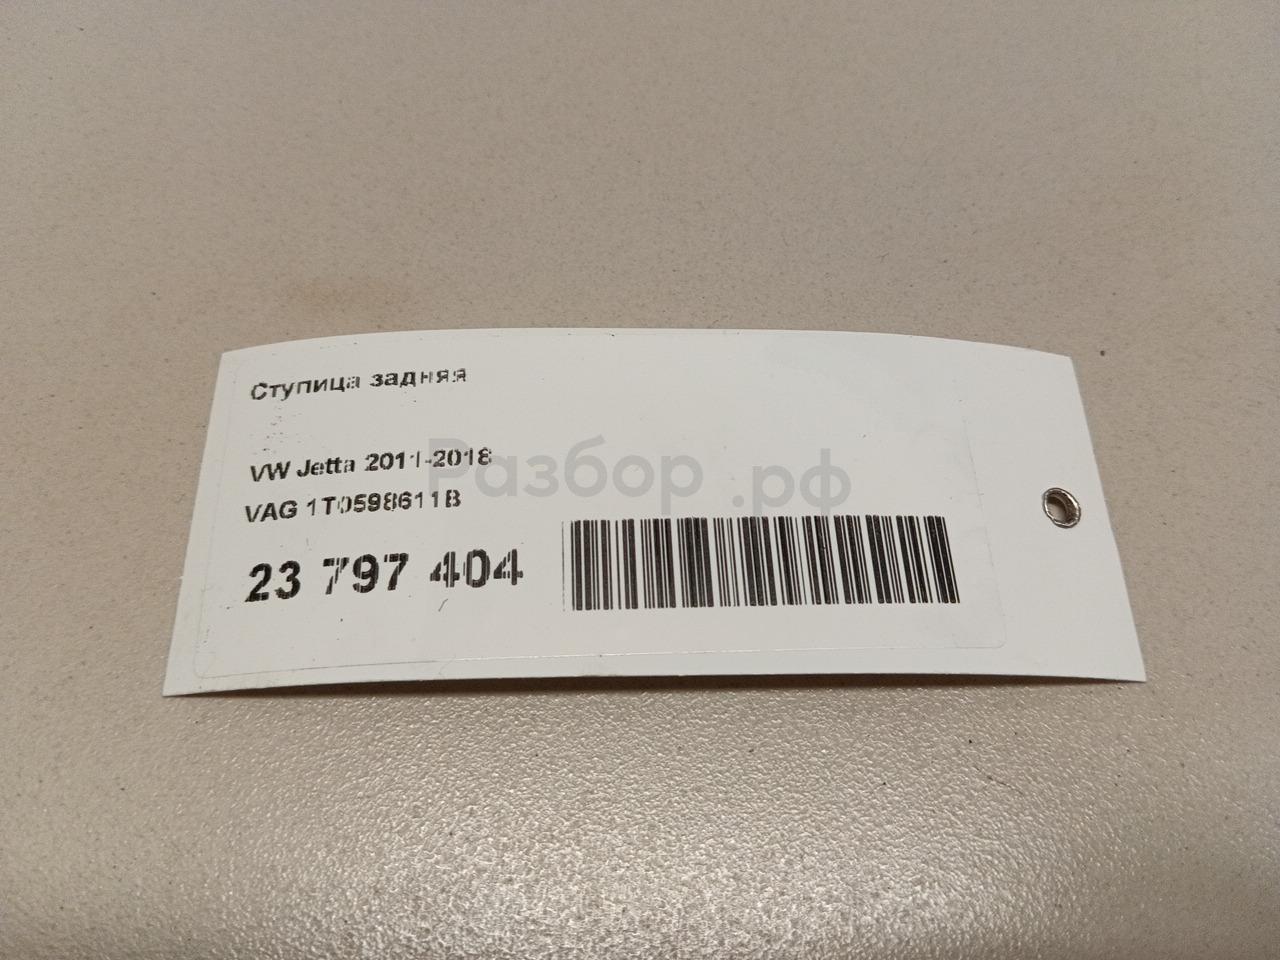 Ступица задняя
VW Jetta 2011-2018
VAG 1T0598611B
23 797 404
Разбор.рф